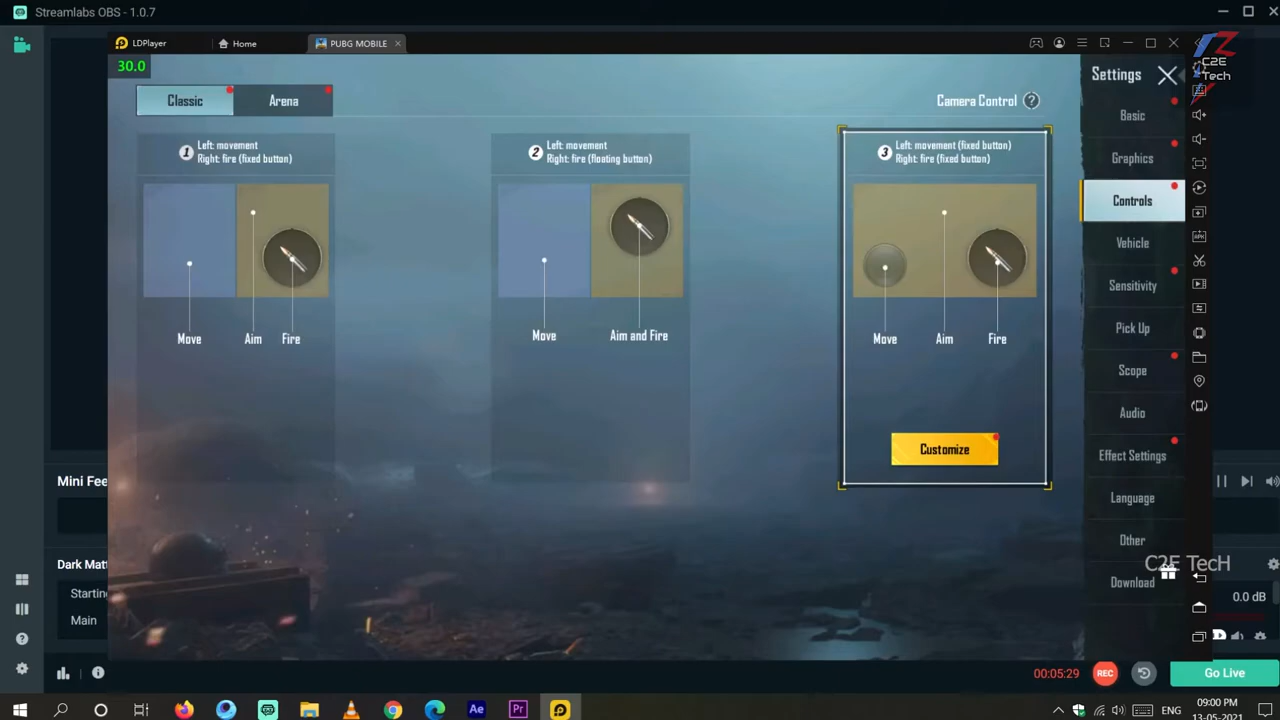 Streamlabs OBS - 1.0.7
LDPlayer
Home
PUBG MOBILE
30.0
C2E
Tech
Classic
Arena
Camera Control ?
Settings
1 Left: movement
Right: fire (fixed button)
Move
Aim
Fire
2 Left: movement
Right: fire (floating button)
Move
Aim and Fire
3 Left: movement (fixed button)
Right: fire (fixed button)
Move
Aim
Fire
Customize
Basic
Graphics
Controls
Vehicle
Sensitivity
Pick Up
Scope
Audio
Effect Settings
Language
Other
Download
APK
C2E TecH
Mini Fee
Dark Matt
Starting
Main
0.0 dB
00:05:29
REC
Go Live
Ae
Pr
ENG
09:00 PM
13-05-2021